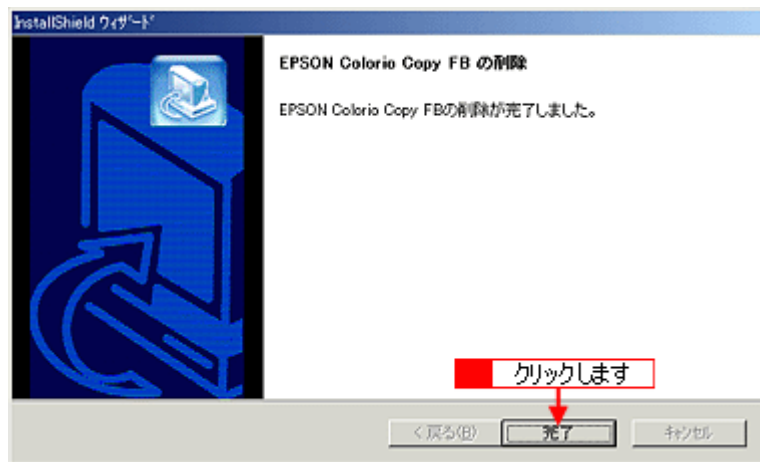 InstallShield ウィザード
EPSON Colorio Copy FB の削除
EPSON Colorio Copy FBの削除が完了しました。
クリックします
< 戻る(B)
完了
キャンセル